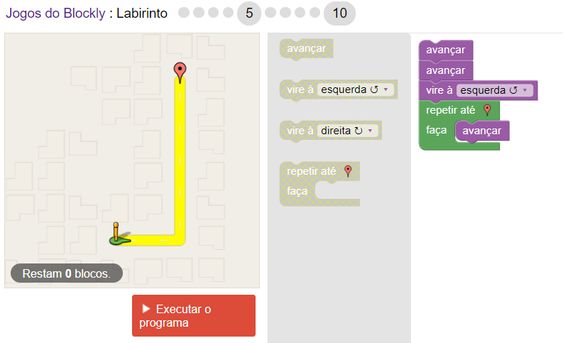 Jogos do Blockly : Labirinto 5 10
avançar
vire à esquerda ↺ ▾
vire à direita ↻ ▾
repetir até
faça
avançar
avançar
vire à esquerda ↺ ▾
repetir até
faça avançar
Restam 0 blocos.
Executar o
programa